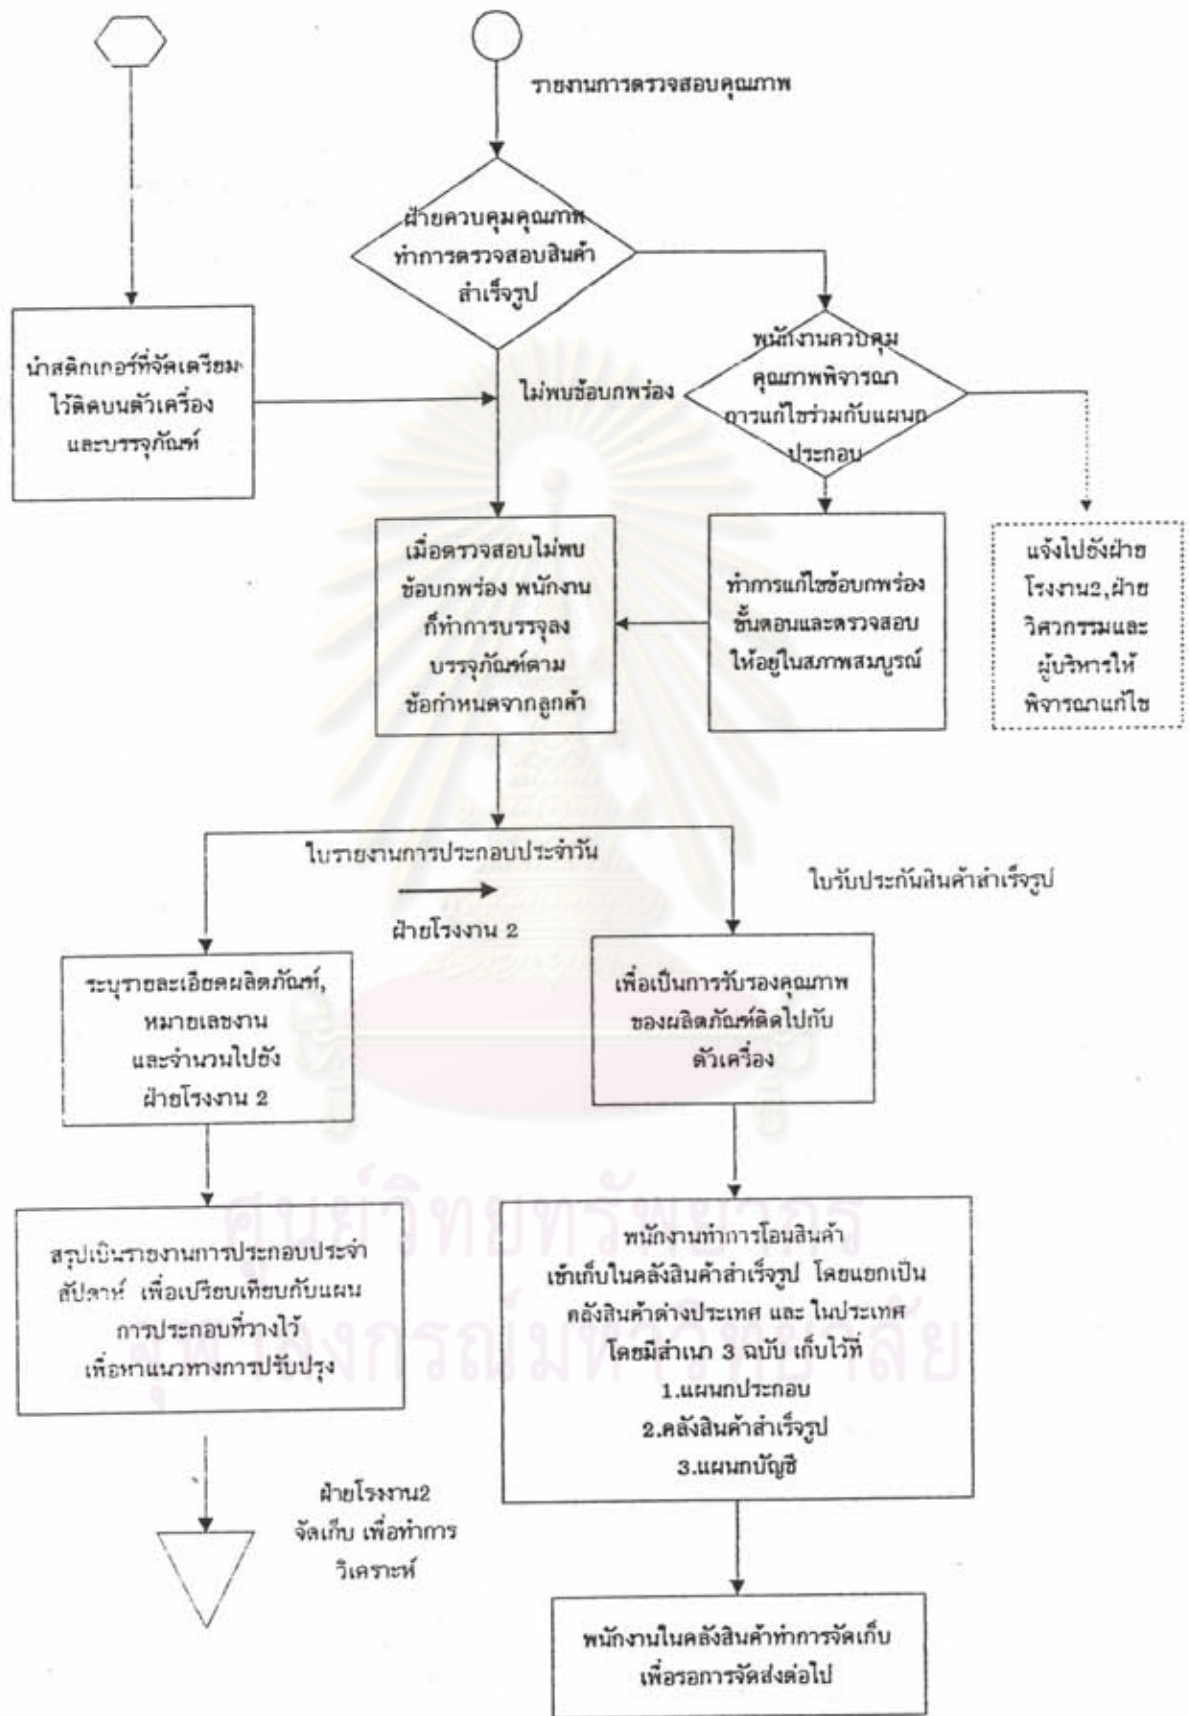 รายงานการตรวจสอบคุณภาพ
ฝ่ายควบคุมคุณภาพ
ทำการตรวจสอบสินค้า
สำเร็จรูป
นำสติกเกอร์ที่จัดเตรียม
ไว้ติดบนตัวเครื่อง
และบรรจุภัณฑ์
ไม่พบข้อบกพร่อง
พนักงานควบคุม
คุณภาพพิจารณา
การแก้ไขร่วมกับแผนก
ประกอบ
เมื่อตรวจสอบไม่พบ
ข้อบกพร่อง พนักงาน
ก็ทำการบรรจุลง
บรรจุภัณฑ์ตาม
ข้อกำหนดจากลูกค้า
ทำการแก้ไขข้อบกพร่อง
ขั้นตอนและตรวจสอบ
ให้อยู่ในสภาพสมบูรณ์
แจ้งไปยังฝ่าย
โรงงาน2,ฝ่าย
วิศวกรรมและ
ผู้บริหารให้
พิจารณาแก้ไข
ใบรายงานการประกอบประจำวัน
ฝ่ายโรงงาน 2
ใบรับประกันสินค้าสำเร็จรูป
ระบุรายละเอียดผลิตภัณฑ์,
หมายเลขงาน
และจำนวนไปยัง
ฝ่ายโรงงาน 2
เพื่อเป็นการรับรองคุณภาพ
ของผลิตภัณฑ์ติดไปกับ
ตัวเครื่อง
สรุปเป็นรายงานการประกอบประจำ
สัปดาห์ เพื่อเปรียบเทียบกับแผน
การประกอบที่วางไว้
เพื่อหาแนวทางการปรับปรุง
พนักงานทำการโอนสินค้า
เข้าเก็บในคลังสินค้าสำเร็จรูป โดยแยกเป็น
คลังสินค้าต่างประเทศ และ ในประเทศ
โดยมีสำเนา 3 ฉบับ เก็บไว้ที่
1.แผนกประกอบ
2.คลังสินค้าสำเร็จรูป
3.แผนกบัญชี
ฝ่ายโรงงาน2
จัดเก็บ เพื่อทำการ
วิเคราะห์
พนักงานในคลังสินค้าทำการจัดเก็บ
เพื่อรอการจัดส่งต่อไป
ศูนย์วิทยทรัพยากร
จุฬาลงกรณ์มหาวิทยาลัย